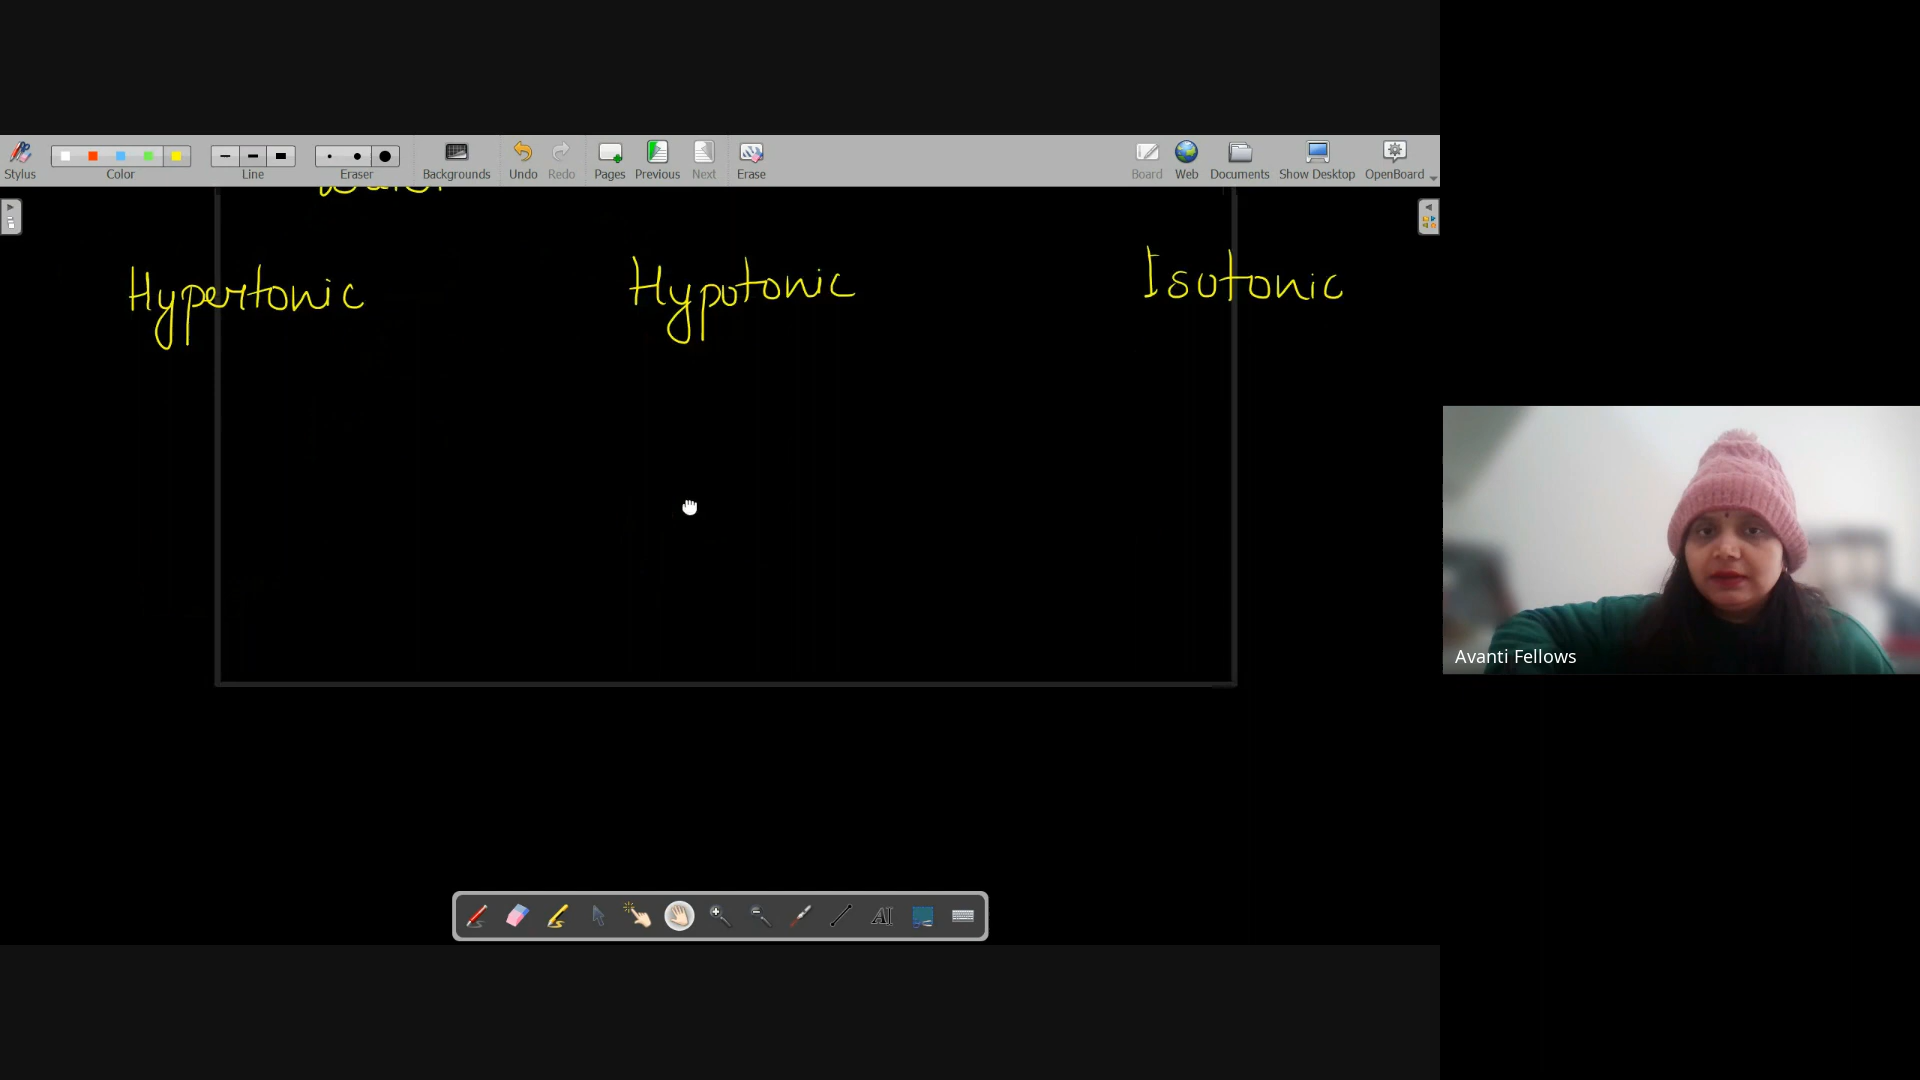 Stylus Color Line Eraser Backgrounds Undo Redo Pages Previous Next Erase Board Web Documents Show Desktop OpenBoard
Hypertonic Hypotonic Isotonic
Avanti Fellows